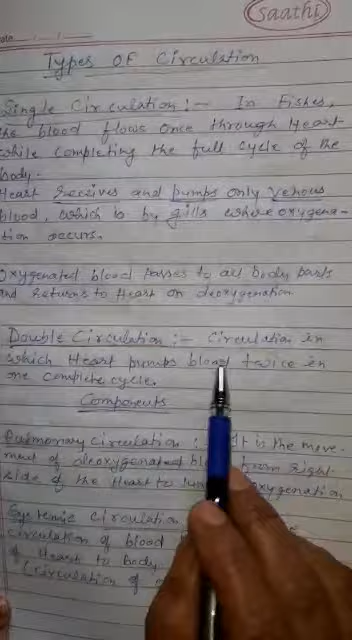 Saathi
Types Of Circulation
Single Circulation :- In Fishes,
the blood flows once through Heart
while completing the full cycle of the
body.
Heart Receives and pumps only venous
blood, which is by gills where oxygena-
tion occurs.
Oxygenated blood passes to all body parts
and returns to Heart on deoxygenation
Double Circulation :- Circulation in
which Heart pumps blood twice in
one complete cycle.
Components
Pulmonary circulation : It is the move-
ment of deoxygenated from Right
side of the Heart to oxygenation
Systemic circulation
circulation of blood
of Heart to body
(circulation of